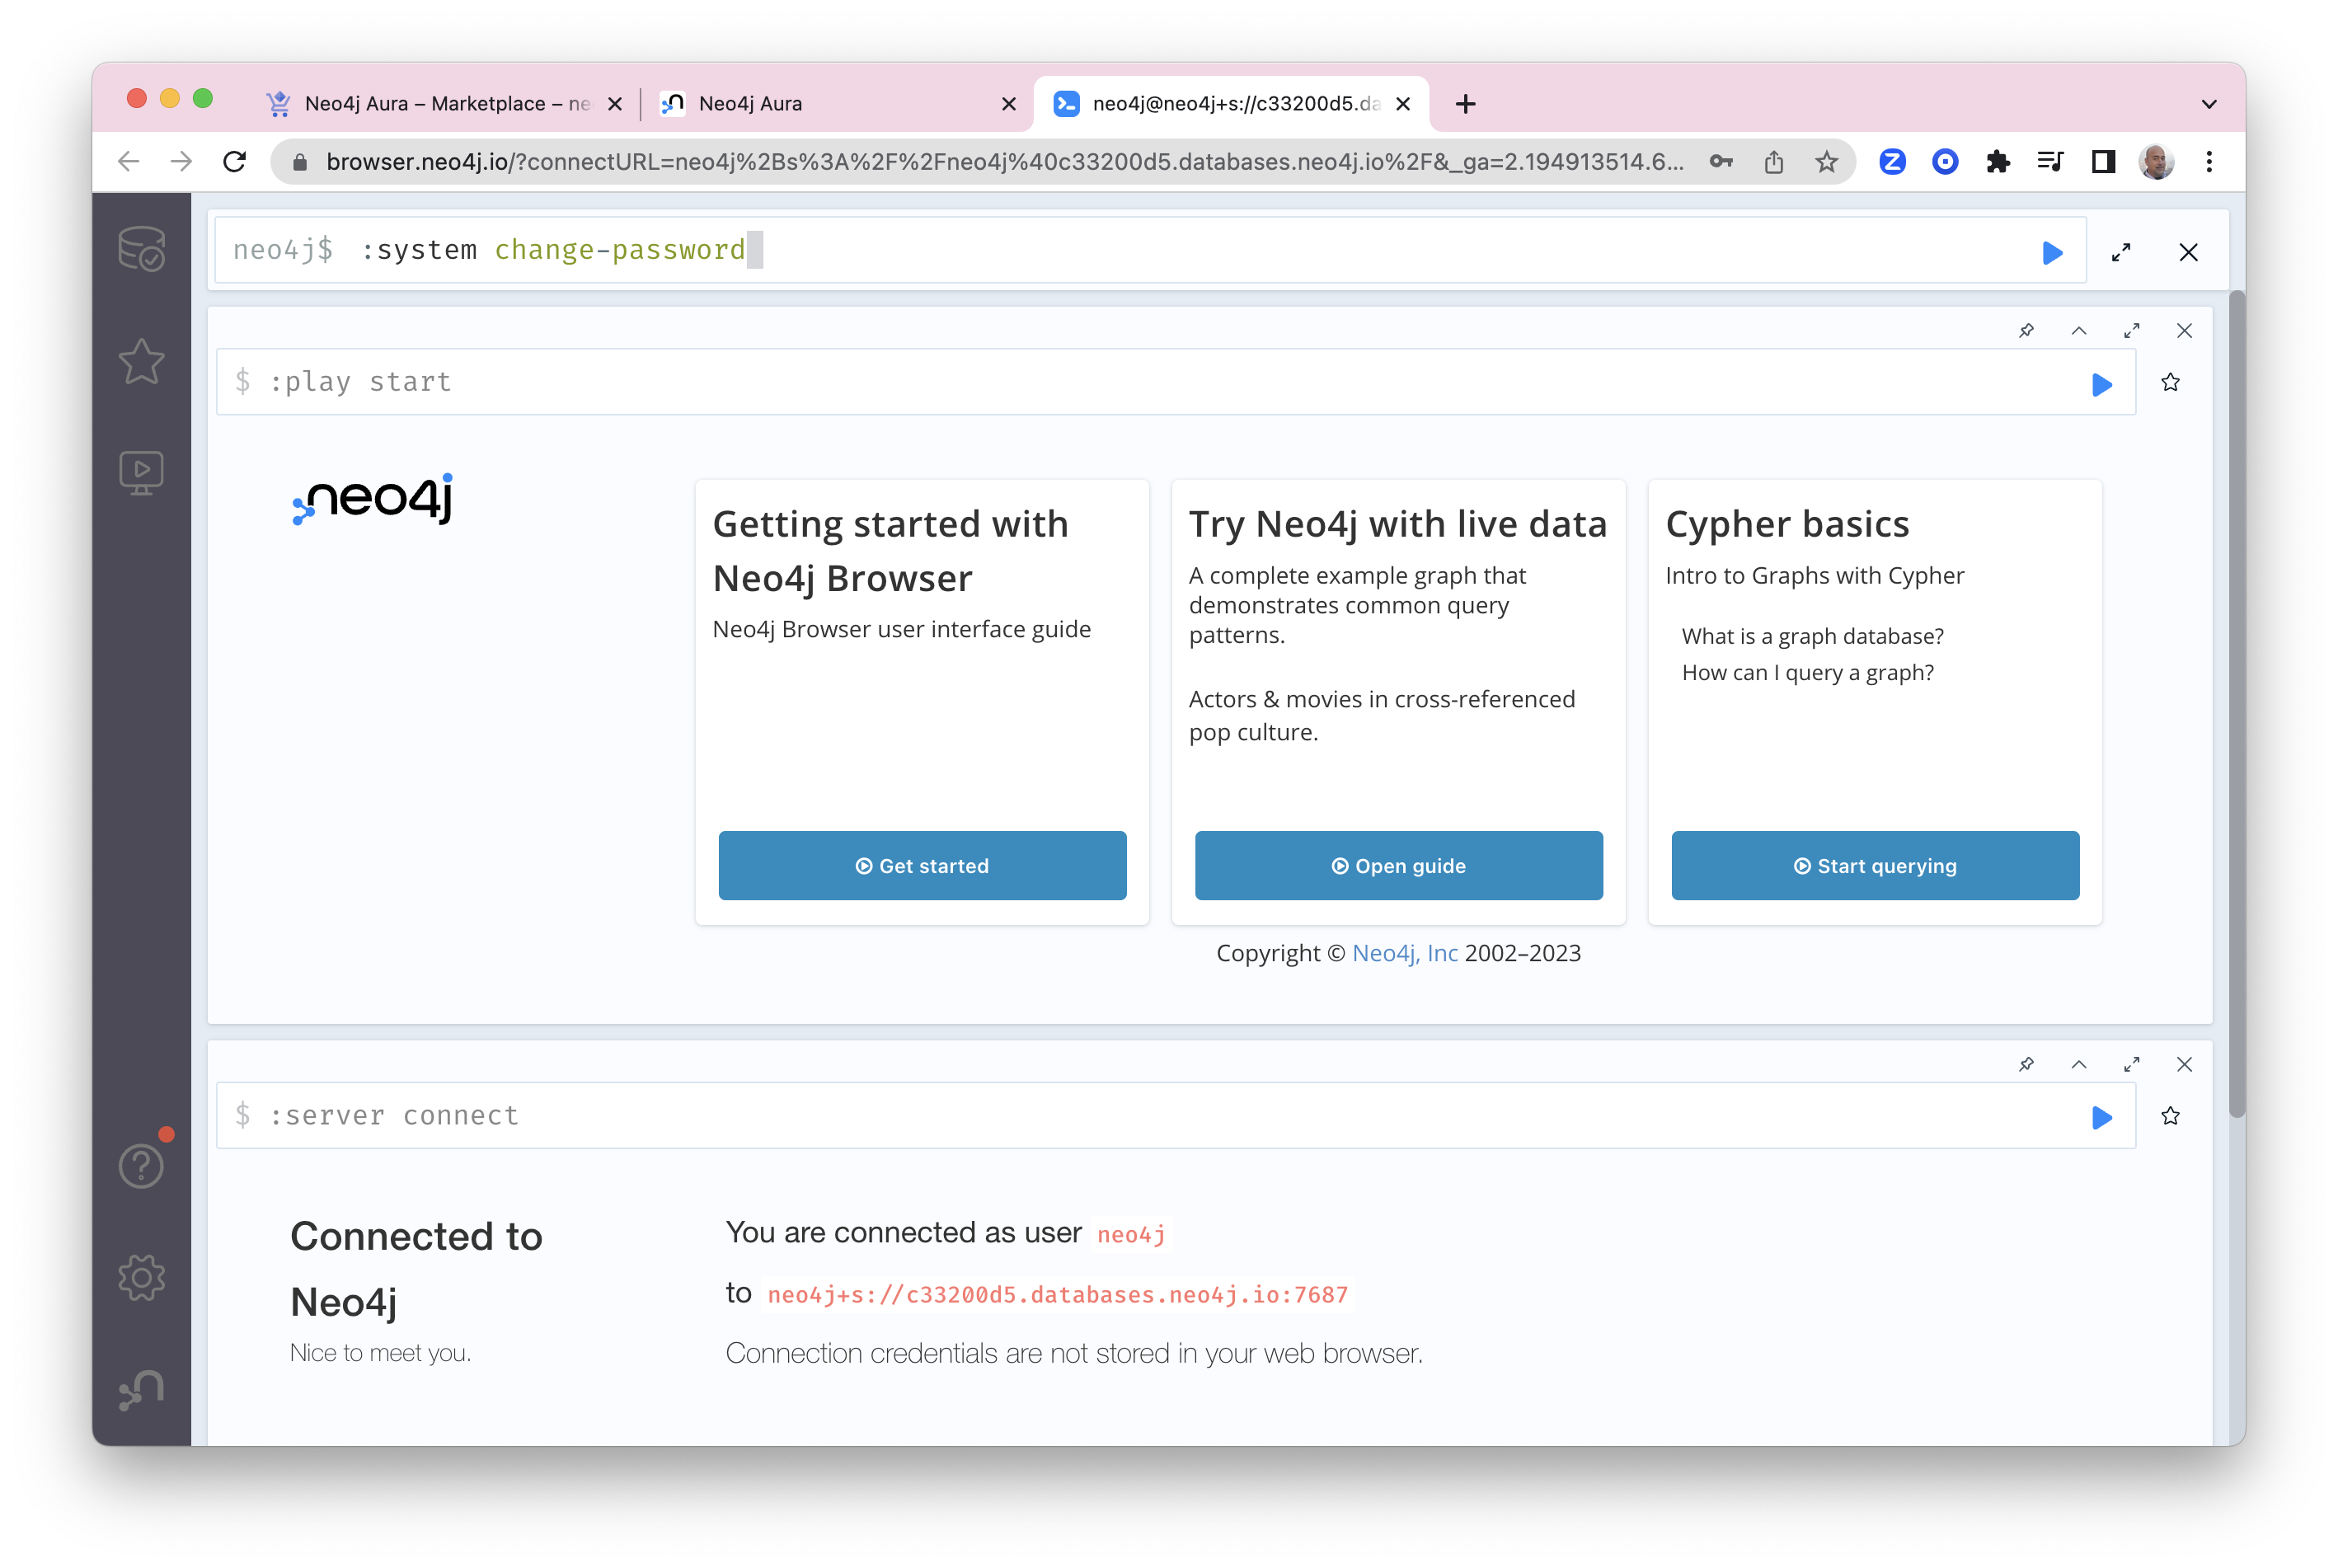 Neo4j Aura – Marketplace – ne
Neo4j Aura
neo4j@neo4j+s://c33200d5.da
browser.neo4j.io/?connectURL=neo4j%2Bs%3A%2F%2Fneo4j%40c33200d5.databases.neo4j.io%2F&_ga=2.194913514.6...
neo4j$ :system change-password
$ :play start
neo4j
Getting started with
Neo4j Browser
Neo4j Browser user interface guide
Get started
Try Neo4j with live data
A complete example graph that
demonstrates common query
patterns.
Actors & movies in cross-referenced
pop culture.
Open guide
Cypher basics
Intro to Graphs with Cypher
What is a graph database?
How can I query a graph?
Start querying
Copyright © Neo4j, Inc 2002–2023
$ :server connect
Connected to
Neo4j
Nice to meet you.
You are connected as user neo4j
to neo4j+s://c33200d5.databases.neo4j.io:7687
Connection credentials are not stored in your web browser.